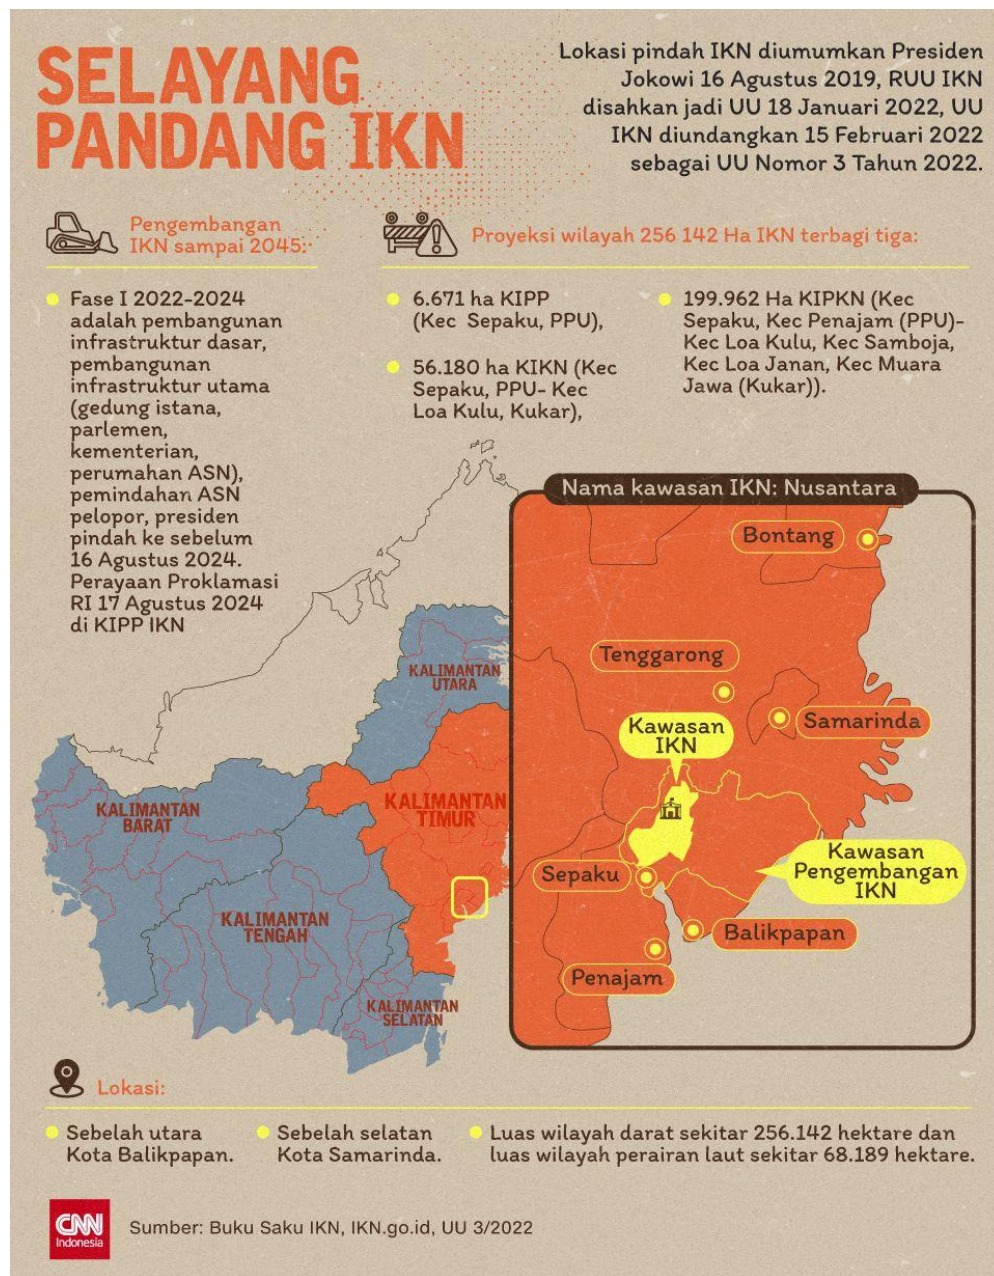 SELAYANG
PANDANG IKN
Lokasi pindah IKN diumumkan Presiden
Jokowi 16 Agustus 2019, RUU IKN
disahkan jadi UU 18 Januari 2022, UU
IKN diundangkan 15 Februari 2022
sebagai UU Nomor 3 Tahun 2022.
Pengembangan
IKN sampai 2045:
Fase I 2022-2024
adalah pembangunan
infrastruktur dasar,
pembangunan
infrastruktur utama
(gedung istana,
parlemen,
kementerian,
perumahan ASN),
pemindahan ASN
pelopor, presiden
pindah ke sebelum
16 Agustus 2024.
Perayaan Proklamasi
RI 17 Agustus 2024
di KIPP IKN
Proyeksi wilayah 256 142 Ha IKN terbagi tiga:
6.671 ha KIPP
(Kec Sepaku, PPU),
56.180 ha KIKN (Kec
Sepaku, PPU- Kec
Loa Kulu, Kukar),
199.962 Ha KIPKN (Kec
Sepaku, Kec Penajam (PPU)-
Kec Loa Kulu, Kec Samboja,
Kec Loa Janan, Kec Muara
Jawa (Kukar)).
Nama kawasan IKN: Nusantara
Bontang
Tenggarong
Samarinda
Kawasan
IKN
Kawasan
Pengembangan
IKN
Sepaku
Balikpapan
Penajam
KALIMANTAN
UTARA
KALIMANTAN
TIMUR
KALIMANTAN
BARAT
KALIMANTAN
TENGAH
KALIMANTAN
SELATAN
Lokasi:
Sebelah utara
Kota Balikpapan.
Sebelah selatan
Kota Samarinda.
Luas wilayah darat sekitar 256.142 hektare dan
luas wilayah perairan laut sekitar 68.189 hektare.
CNN
Indonesia
Sumber: Buku Saku IKN, IKN.go.id, UU 3/2022